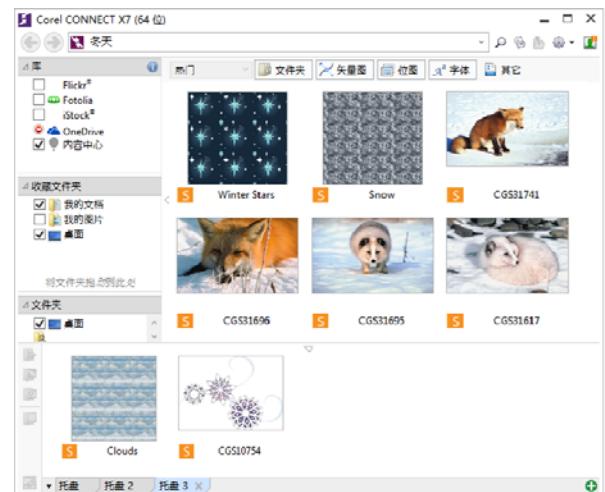 Corel CONNECT X7 (64 位)
冬天
库
Flickr®
Fotolia
iStock®
OneDrive
内容中心
收藏文件夹
我的文档
我的图片
桌面
将文件夹拖动到此处
文件夹
桌面
热门
文件夹
矢量图
位图
字体
其它
S Winter Stars
S Snow
S CGS31741
S CGS31696
S CGS31695
S CGS31617
S Clouds
S CGS10754
托盘
托盘 2
托盘 3